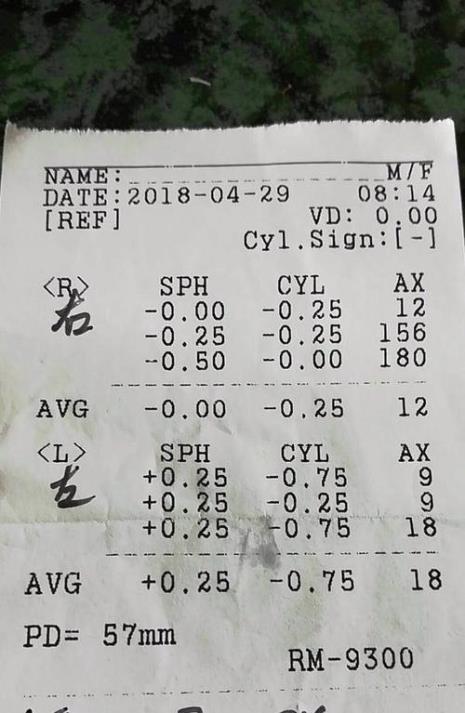 NAME: M/F
DATE:2018-04-29 08:14
[REF] VD: 0.00
Cyl.Sign:[-]
<R> SPH CYL AX
右
-0.00 -0.25 12
-0.25 -0.25 156
-0.50 -0.00 180
AVG -0.00 -0.25 12
<L> SPH CYL AX
左
+0.25 -0.75 9
+0.25 -0.25 9
+0.25 -0.75 18
AVG +0.25 -0.75 18
PD= 57mm
RM-9300